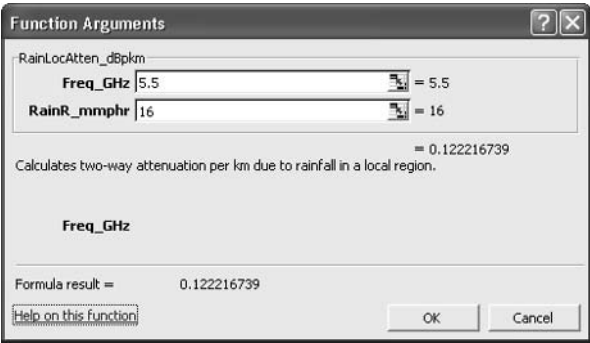 Function Arguments
RainLocAtten_dBpkm
Freq_GHz 5.5 = 5.5
RainR_mmphr 16 = 16
= 0.122216739
Calculates two-way attenuation per km due to rainfall in a local region.
Freq_GHz
Formula result = 0.122216739
Help on this function OK Cancel